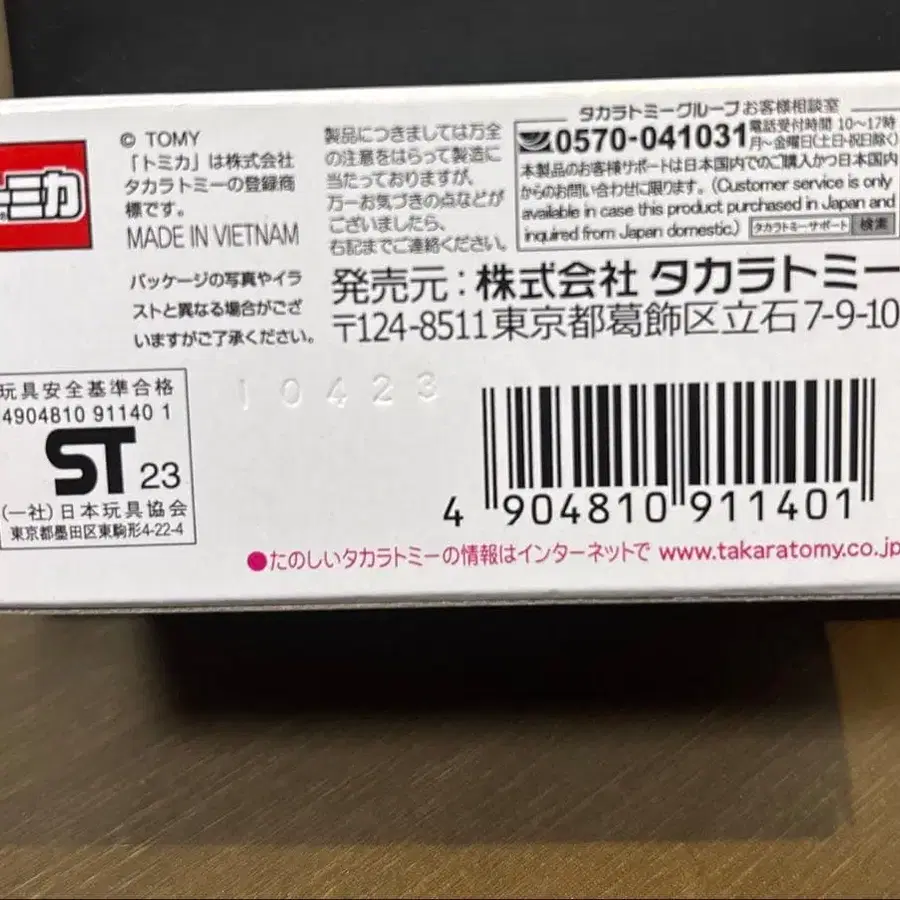 トミカ
© TOMY
「トミカ」は株式会社
タカラトミーの登録商
標です。
MADE IN VIETNAM
パッケージの写真やイラ
ストと異なる場合がござ
いますがご了承ください。
製品につきましては万全
の注意をはらって製造に
当たっておりますが、
万一お気づきの点などが
ございましたら、
右記までご連絡ください。
タカラトミーグループお客様相談室
0570-041031 電話受付時間 10〜17時
月〜金曜日(土日・祝日除く)
本製品のお客様サポートは日本国内でのご購入かつ日本国内
からのお問い合わせに限ります。(Customer service is only
available in case this product purchased in Japan and
inquired from Japan domestic.) タカラトミーサポート 検索
発売元:株式会社 タカラトミー
〒124-8511東京都葛飾区立石7-9-10
玩具安全基準合格
4904810 91140 1
ST 23
(一社)日本玩具協会
東京都墨田区東駒形4-22-4
10423
4 904810 911401
●たのしいタカラトミーの情報はインターネットで www.takaratomy.co.jp